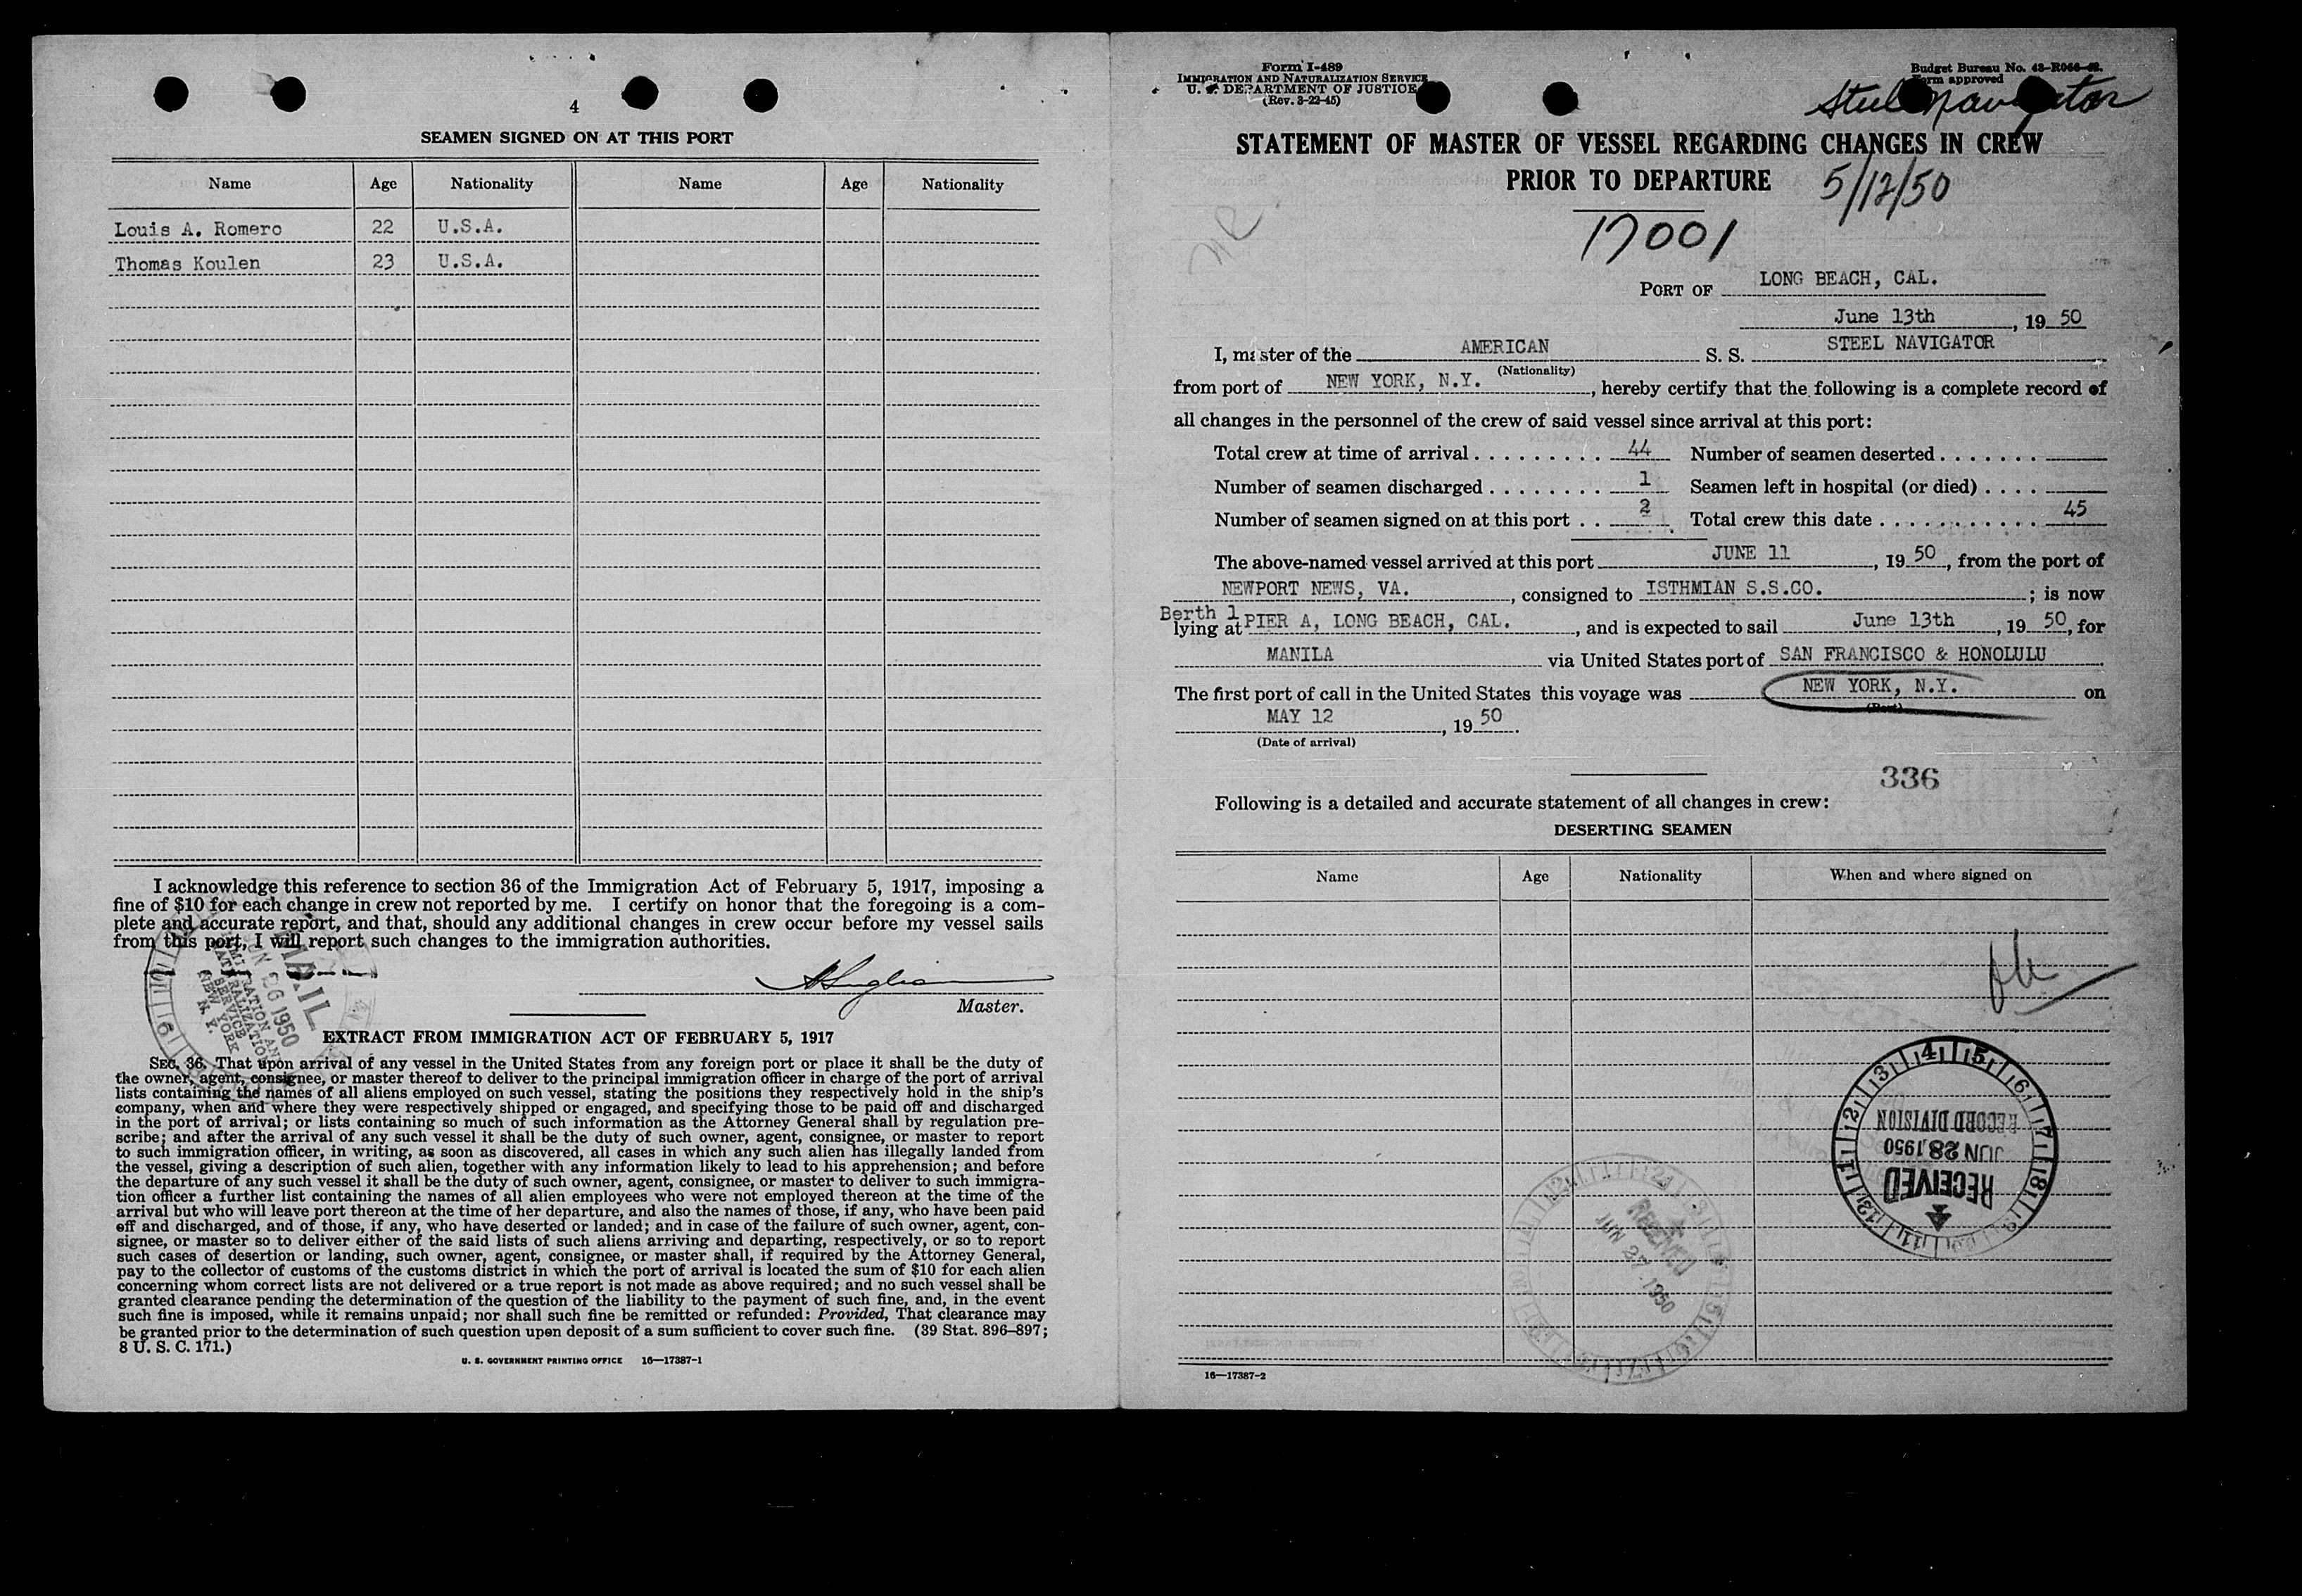 4
SEAMEN SIGNED ON AT THIS PORT
Name Age Nationality Name Age Nationality
Louis A. Romero 22 U.S.A.
Thomas Koulen 23 U.S.A.
I acknowledge this reference to section 36 of the Immigration Act of February 5, 1917, imposing a
fine of $10 for each change in crew not reported by me. I certify on honor that the foregoing is a com-
plete and accurate report, and that, should any additional changes in crew occur before my vessel sails
from this port, I will report such changes to the immigration authorities.
MAIL
1950
IMMIGRATION AND
NATURALIZATION
SERVICE
NEW YORK
N. Y.
Master.
EXTRACT FROM IMMIGRATION ACT OF FEBRUARY 5, 1917
SEC. 36. That upon arrival of any vessel in the United States from any foreign port or place it shall be the duty of
the owner, agent, consignee, or master thereof to deliver to the principal immigration officer in charge of the port of arrival
lists containing the names of all aliens employed on such vessel, stating the positions they respectively hold in the ship's
company, when and where they were respectively shipped or engaged, and specifying those to be paid off and discharged
in the port of arrival; or lists containing so much of such information as the Attorney General shall by regulation pre-
scribe; and after the arrival of any such vessel it shall be the duty of such owner, agent, consignee, or master to report
to such immigration officer, in writing, as soon as discovered, all cases in which any such alien has illegally landed from
the vessel, giving a description of such alien, together with any information likely to lead to his apprehension; and before
the departure of any such vessel it shall be the duty of such owner, agent, consignee, or master to deliver to such immigra-
tion officer a further list containing the names of all alien employees who were not employed thereon at the time of the
arrival but who will leave port thereon at the time of her departure, and also the names of those, if any, who have been paid
off and discharged, and of those, if any, who have deserted or landed; and in case of the failure of such owner, agent, con-
signee, or master so to deliver either of the said lists of such aliens arriving and departing, respectively, or so to report
such cases of desertion or landing, such owner, agent, consignee, or master shall, if required by the Attorney General,
pay to the collector of customs of the customs district in which the port of arrival is located the sum of $10 for each alien
concerning whom correct lists are not delivered or a true report is not made as above required; and no such vessel shall be
granted clearance pending the determination of the question of the liability to the payment of such fine, and, in the event
such fine is imposed, while it remains unpaid; nor shall such fine be remitted or refunded: Provided, That clearance may
be granted prior to the determination of such question upon deposit of a sum sufficient to cover such fine. (39 Stat. 896–897;
8 U. S. C. 171.)
U. S. GOVERNMENT PRINTING OFFICE 16—17387-1
Form I-489
IMMIGRATION AND NATURALIZATION SERVICE
U. S. DEPARTMENT OF JUSTICE
(Rev. 3-22-45)
Budget Bureau No. 43-R066
Form approved
Steel Navigator
STATEMENT OF MASTER OF VESSEL REGARDING CHANGES IN CREW
PRIOR TO DEPARTURE
5/12/50
17001
PORT OF LONG BEACH, CAL.
June 13th, 19 50
I, master of the AMERICAN S. S. STEEL NAVIGATOR
(Nationality)
from port of NEW YORK, N.Y., hereby certify that the following is a complete record of
all changes in the personnel of the crew of said vessel since arrival at this port:
Total crew at time of arrival . . . . . . . . . 44 Number of seamen deserted . . . . . . .
Number of seamen discharged . . . . . . . . 1 Seamen left in hospital (or died) . . . .
Number of seamen signed on at this port . . 2 Total crew this date . . . . . . . . . . . 45
The above-named vessel arrived at this port JUNE 11, 19 50, from the port of
NEWPORT NEWS, VA., consigned to ISTHMIAN S.S.CO.; is now
Berth 1
lying at PIER A, LONG BEACH, CAL., and is expected to sail June 13th, 19 50, for
MANILA via United States port of SAN FRANCISCO & HONOLULU
The first port of call in the United States this voyage was NEW YORK, N.Y. on
(Port)
MAY 12, 19 50.
(Date of arrival)
336
Following is a detailed and accurate statement of all changes in crew:
DESERTING SEAMEN
Name Age Nationality When and where signed on
RECEIVED
JUN 28 1950
RECORD DIVISION
RECEIVED
JUN 27 1950
16—17387-2